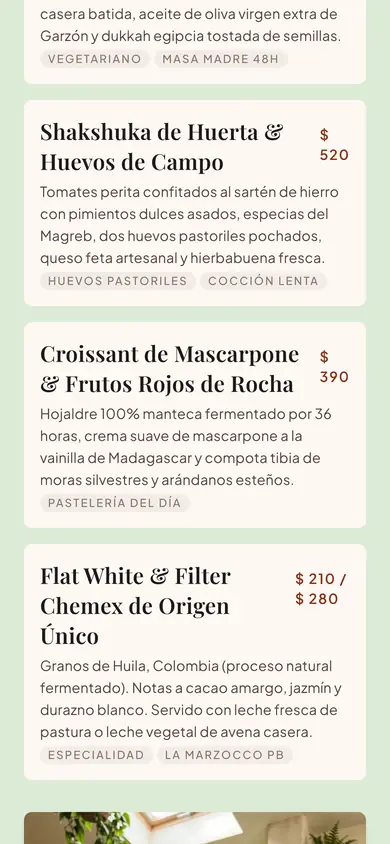 casera batida, aceite de oliva virgen extra de
Garzón y dukkah egipcia tostada de semillas.
VEGETARIANO MASA MADRE 48H
Shakshuka de Huerta &
Huevos de Campo
$
520
Tomates perita confitados al sartén de hierro
con pimientos dulces asados, especias del
Magreb, dos huevos pastoriles pochados,
queso feta artesanal y hierbabuena fresca.
HUEVOS PASTORILES COCCIÓN LENTA
Croissant de Mascarpone
& Frutos Rojos de Rocha
$
390
Hojaldre 100% manteca fermentado por 36
horas, crema suave de mascarpone a la
vainilla de Madagascar y compota tibia de
moras silvestres y arándanos esteños.
PASTELERÍA DEL DÍA
Flat White & Filter
Chemex de Origen
Único
$ 210 /
$ 280
Granos de Huila, Colombia (proceso natural
fermentado). Notas a cacao amargo, jazmín y
durazno blanco. Servido con leche fresca de
pastura o leche vegetal de avena casera.
ESPECIALIDAD LA MARZOCCO PB